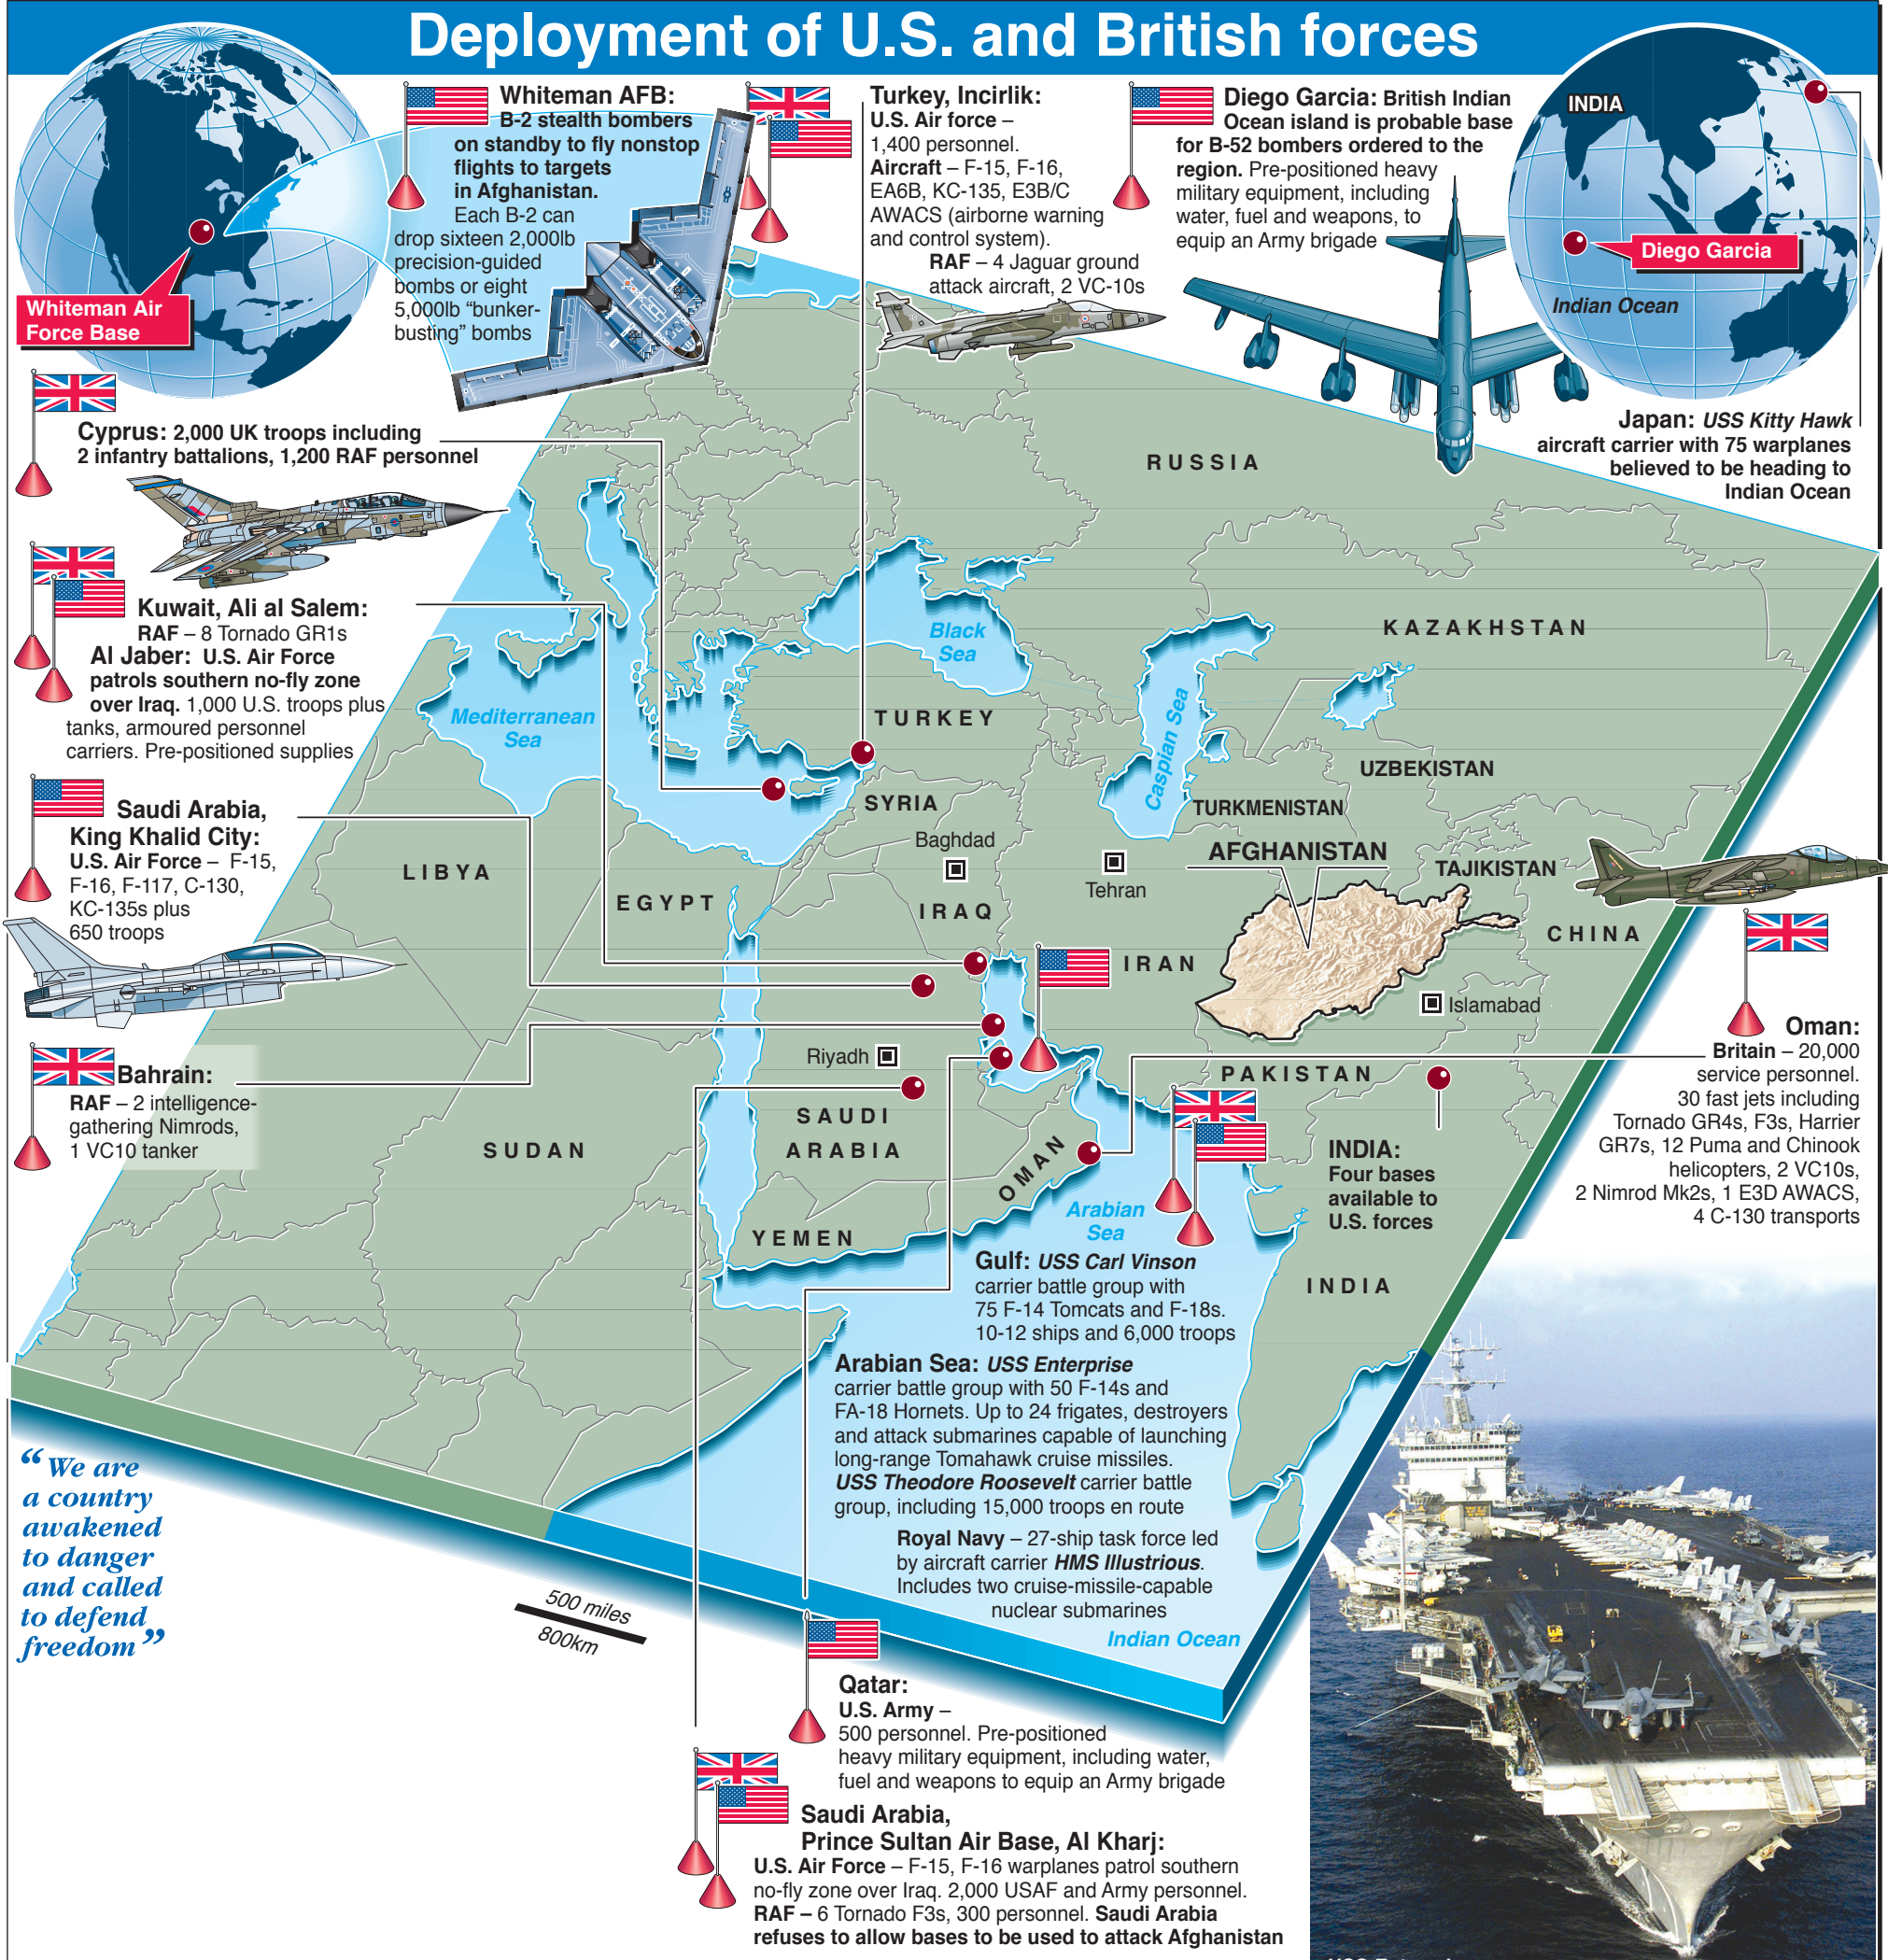 Deployment of U.S. and British forces
Whiteman Air
Force Base
Whiteman AFB:
B-2 stealth bombers
on standby to fly nonstop
flights to targets
in Afghanistan.
Each B-2 can
drop sixteen 2,000lb
precision-guided
bombs or eight
5,000lb “bunker-
busting” bombs
Turkey, Incirlik:
U.S. Air force –
1,400 personnel.
Aircraft – F-15, F-16,
EA6B, KC-135, E3B/C
AWACS (airborne warning
and control system).
RAF – 4 Jaguar ground
attack aircraft, 2 VC-10s
Diego Garcia: British Indian
Ocean island is probable base
for B-52 bombers ordered to the
region. Pre-positioned heavy
military equipment, including
water, fuel and weapons, to
equip an Army brigade
INDIA
Diego Garcia
Indian Ocean
Japan: USS Kitty Hawk
aircraft carrier with 75 warplanes
believed to be heading to
Indian Ocean
Cyprus: 2,000 UK troops including
2 infantry battalions, 1,200 RAF personnel
Kuwait, Ali al Salem:
RAF – 8 Tornado GR1s
Al Jaber: U.S. Air Force
patrols southern no-fly zone
over Iraq. 1,000 U.S. troops plus
tanks, armoured personnel
carriers. Pre-positioned supplies
Saudi Arabia,
King Khalid City:
U.S. Air Force – F-15,
F-16, F-117, C-130,
KC-135s plus
650 troops
Bahrain:
RAF – 2 intelligence-
gathering Nimrods,
1 VC10 tanker
RUSSIA
KAZAKHSTAN
Black
Sea
Mediterranean
Sea
TURKEY
Caspian Sea
UZBEKISTAN
SYRIA
TURKMENISTAN
Baghdad
AFGHANISTAN
TAJIKISTAN
LIBYA
EGYPT
IRAQ
Tehran
CHINA
IRAN
Islamabad
Riyadh
PAKISTAN
SAUDI
ARABIA
SUDAN
OMAN
YEMEN
Arabian
Sea
INDIA:
Four bases
available to
U.S. forces
INDIA
Oman:
Britain – 20,000
service personnel.
30 fast jets including
Tornado GR4s, F3s, Harrier
GR7s, 12 Puma and Chinook
helicopters, 2 VC10s,
2 Nimrod Mk2s, 1 E3D AWACS,
4 C-130 transports
Gulf: USS Carl Vinson
carrier battle group with
75 F-14 Tomcats and F-18s.
10-12 ships and 6,000 troops
Arabian Sea: USS Enterprise
carrier battle group with 50 F-14s and
FA-18 Hornets. Up to 24 frigates, destroyers
and attack submarines capable of launching
long-range Tomahawk cruise missiles.
USS Theodore Roosevelt carrier battle
group, including 15,000 troops en route
Royal Navy – 27-ship task force led
by aircraft carrier HMS Illustrious.
Includes two cruise-missile-capable
nuclear submarines
Indian Ocean
“We are
a country
awakened
to danger
and called
to defend
freedom”
500 miles
800km
Qatar:
U.S. Army –
500 personnel. Pre-positioned
heavy military equipment, including water,
fuel and weapons to equip an Army brigade
Saudi Arabia,
Prince Sultan Air Base, Al Kharj:
U.S. Air Force – F-15, F-16 warplanes patrol southern
no-fly zone over Iraq. 2,000 USAF and Army personnel.
RAF – 6 Tornado F3s, 300 personnel. Saudi Arabia
refuses to allow bases to be used to attack Afghanistan